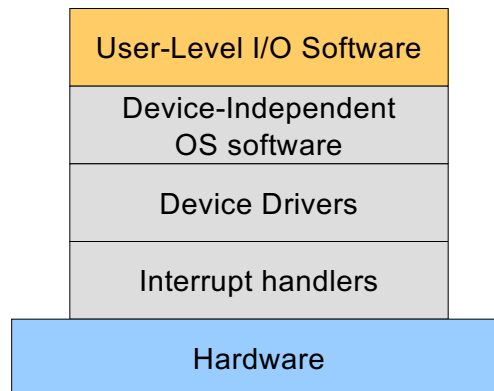 User-Level I/O Software
Device-Independent
OS software
Device Drivers
Interrupt handlers
Hardware